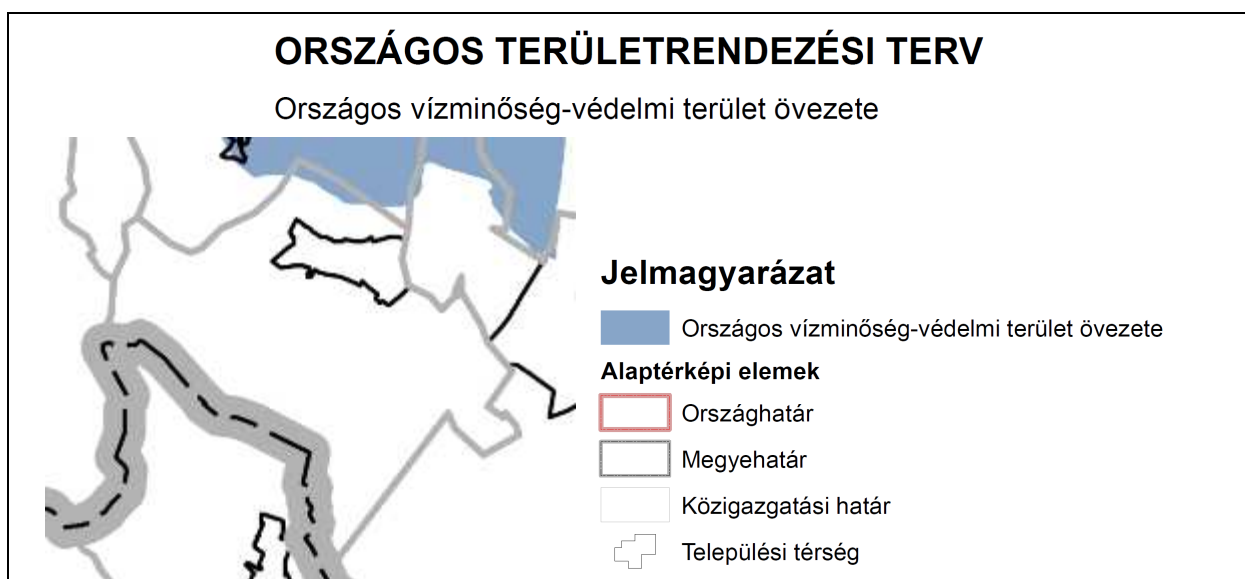 ORSZÁGOS TERÜLETRENDEZÉSI TERV
Országos vízminőség-védelmi terület övezete
Jelmagyarázat
Országos vízminőség-védelmi terület övezete
Alaptérképi elemek
Országhatár
Megyehatár
Közigazgatási határ
Települési térség